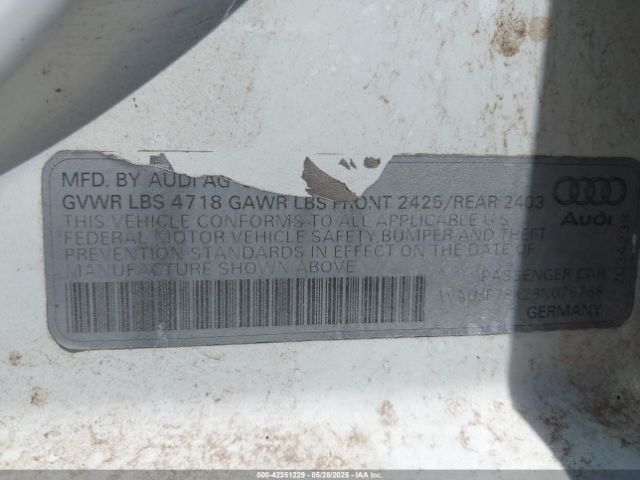 MFD. BY AUDI AG
GVWR LBS 4718 GAWR LBS FRONT 2425/REAR 2403
THIS VEHICLE CONFORMS TO ALL APPLICABLE U.S.
FEDERAL MOTOR VEHICLE SAFETY BUMPER AND THEFT
PREVENTION STANDARDS IN EFFECT ON THE DATE OF
MANUFACTURE SHOWN ABOVE
Audi
PASSENGER CAR
GERMANY
000-42351229 - 05/28/2025 - IAAI.COM